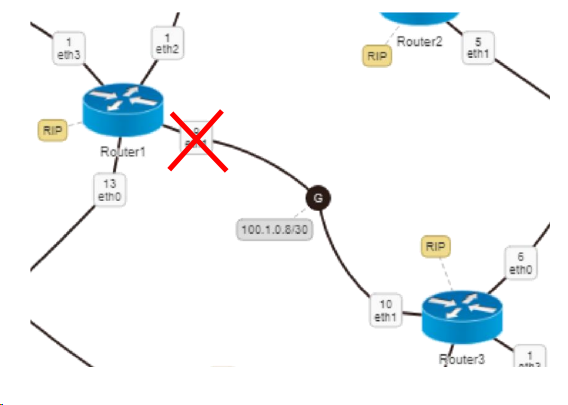 1
eth3
1
eth2
Router2
RIP
5
eth1
RIP
Router1
9
13
eth0
G
100.1.0.8/30
RIP
6
eth0
10
eth1
Router3
1